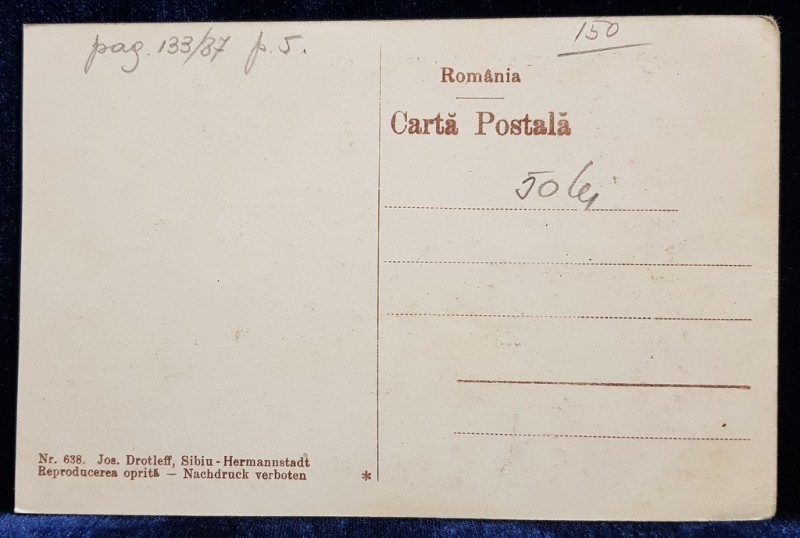 pag. 133/87 p. 5.
150
România
Cartă Postală
50 lei
Nr. 638. Jos. Drotleff, Sibiu - Hermannstadt
Reproducerea oprită — Nachdruck verboten *